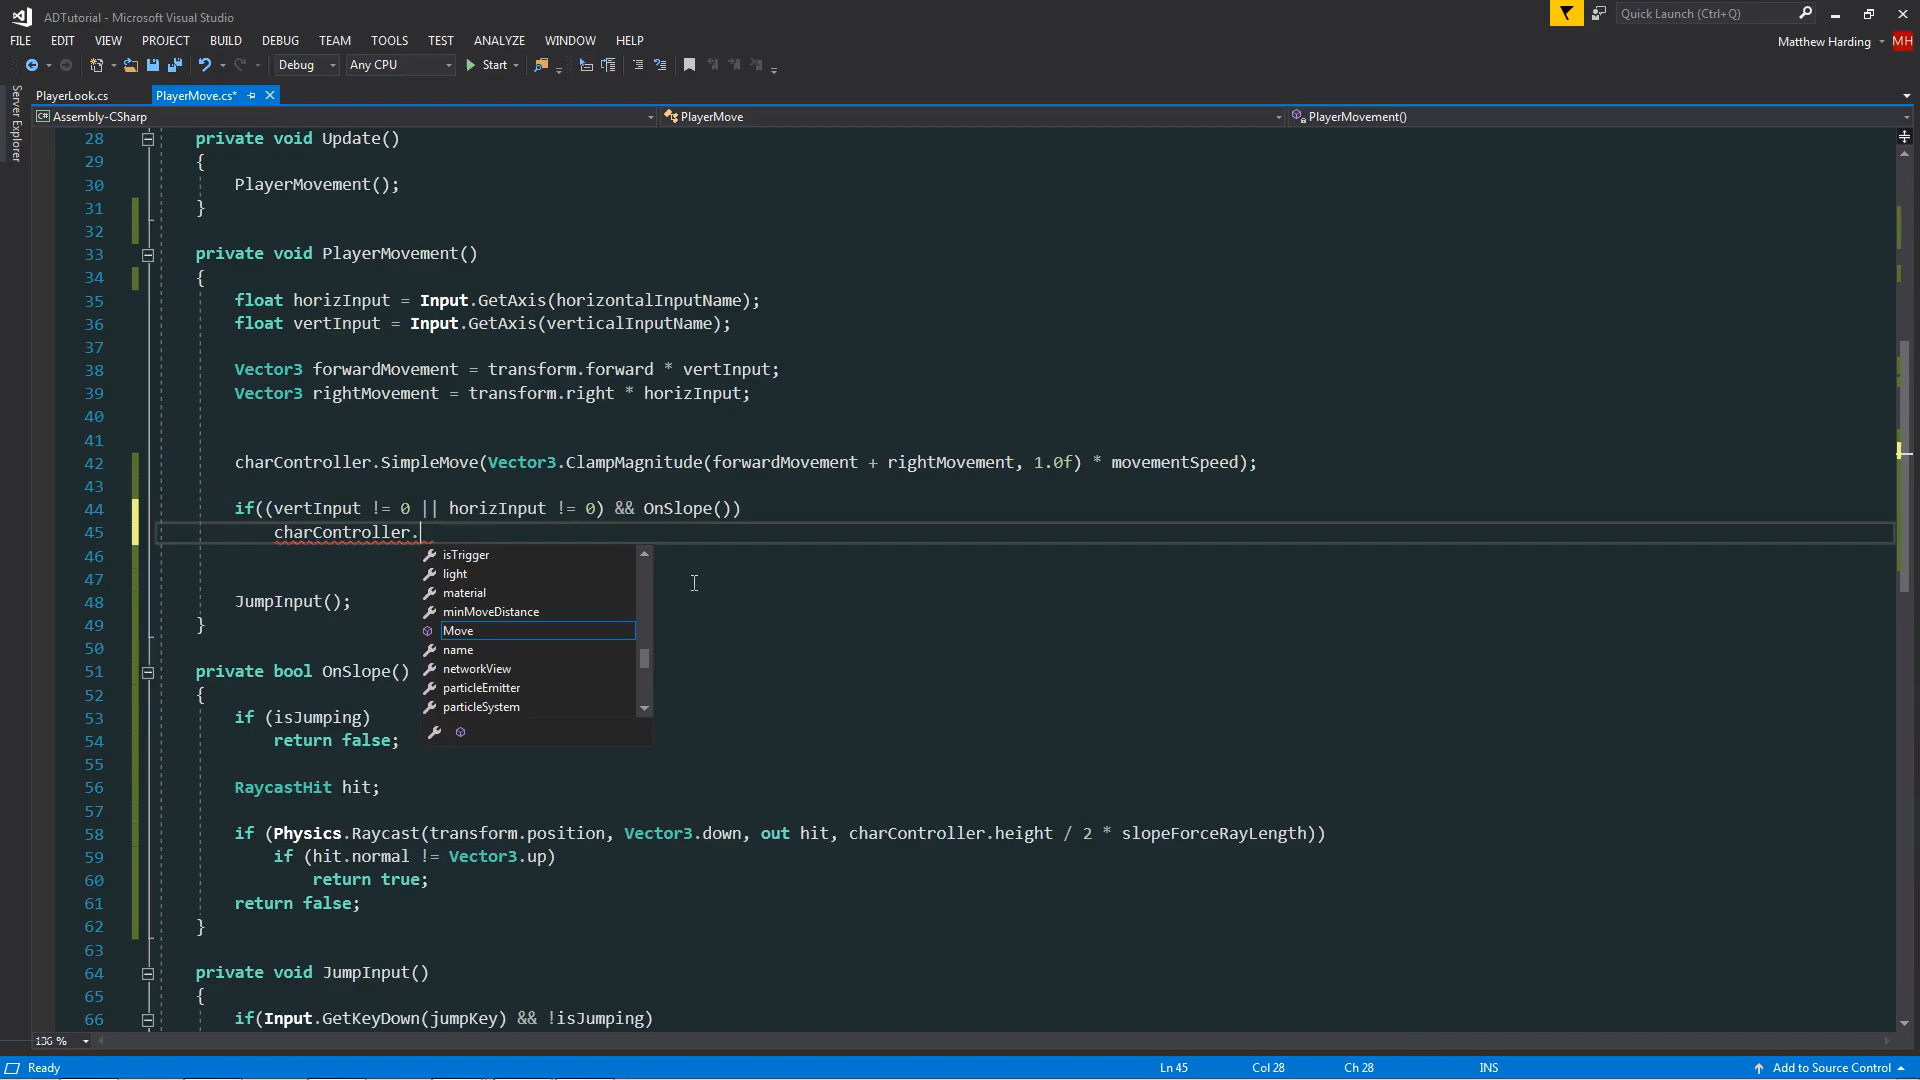 ADTutorial - Microsoft Visual Studio
Quick Launch (Ctrl+Q)
FILE EDIT VIEW PROJECT BUILD DEBUG TEAM TOOLS TEST ANALYZE WINDOW HELP
Matthew Harding MH
Debug Any CPU Start
Server Explorer
PlayerLook.cs PlayerMove.cs*
C# Assembly-CSharp PlayerMove PlayerMovement()
28 private void Update()
29 {
30 PlayerMovement();
31 }
32
33 private void PlayerMovement()
34 {
35 float horizInput = Input.GetAxis(horizontalInputName);
36 float vertInput = Input.GetAxis(verticalInputName);
37
38 Vector3 forwardMovement = transform.forward * vertInput;
39 Vector3 rightMovement = transform.right * horizInput;
40
41
42 charController.SimpleMove(Vector3.ClampMagnitude(forwardMovement + rightMovement, 1.0f) * movementSpeed);
43
44 if((vertInput != 0 || horizInput != 0) && OnSlope())
45 charController.
isTrigger
light
material
minMoveDistance
Move
name
networkView
particleEmitter
particleSystem
46
47
48 JumpInput();
49 }
50
51 private bool OnSlope()
52 {
53 if (isJumping)
54 return false;
55
56 RaycastHit hit;
57
58 if (Physics.Raycast(transform.position, Vector3.down, out hit, charController.height / 2 * slopeForceRayLength))
59 if (hit.normal != Vector3.up)
60 return true;
61 return false;
62 }
63
64 private void JumpInput()
65 {
66 if(Input.GetKeyDown(jumpKey) && !isJumping)
136 %
Ready Ln 45 Col 28 Ch 28 INS Add to Source Control